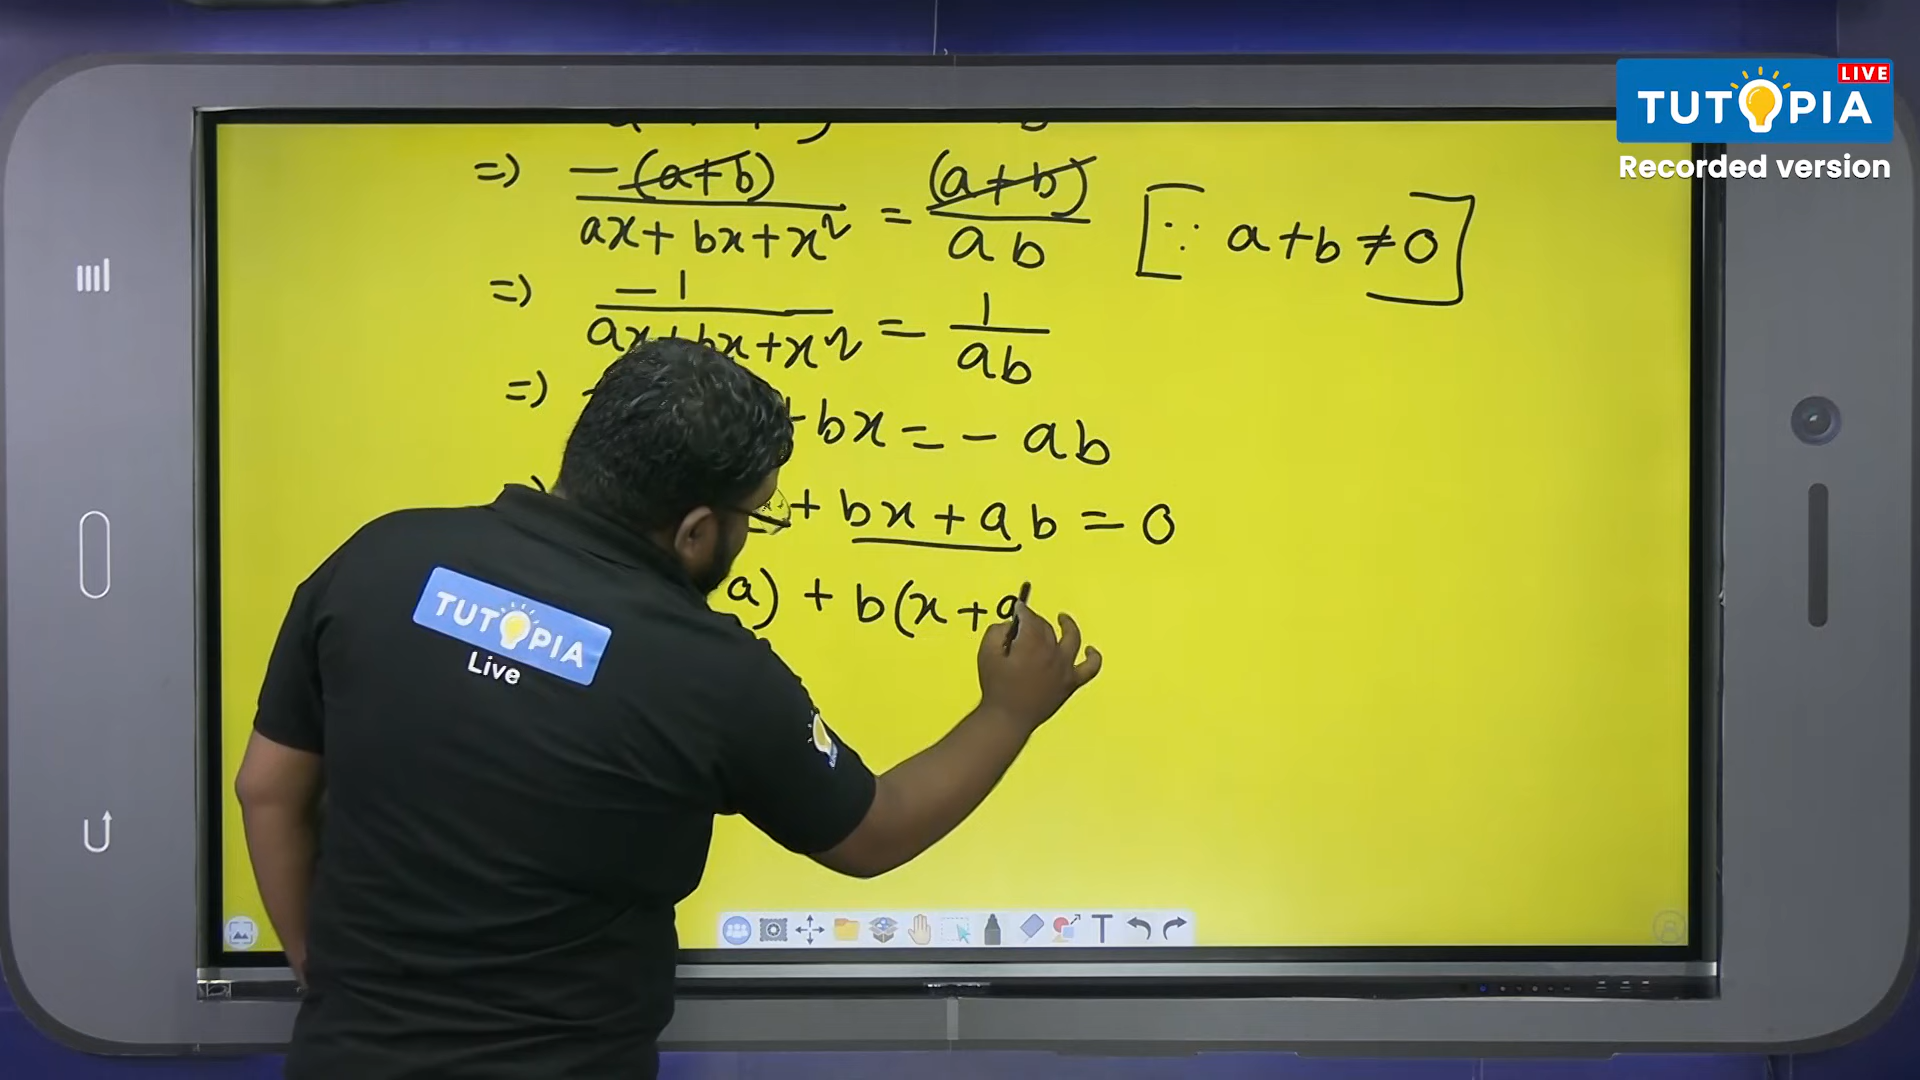 LIVE
TUTOPIA
Recorded version
=) -(a+b) / ax+bx+x² = (a+b) / ab [∵ a+b≠0]
=) -1 / ax+bx+x² = 1 / ab
=) +bx=-ab
+bx+ab=0
a)+b(x+a
TUTOPIA
Live